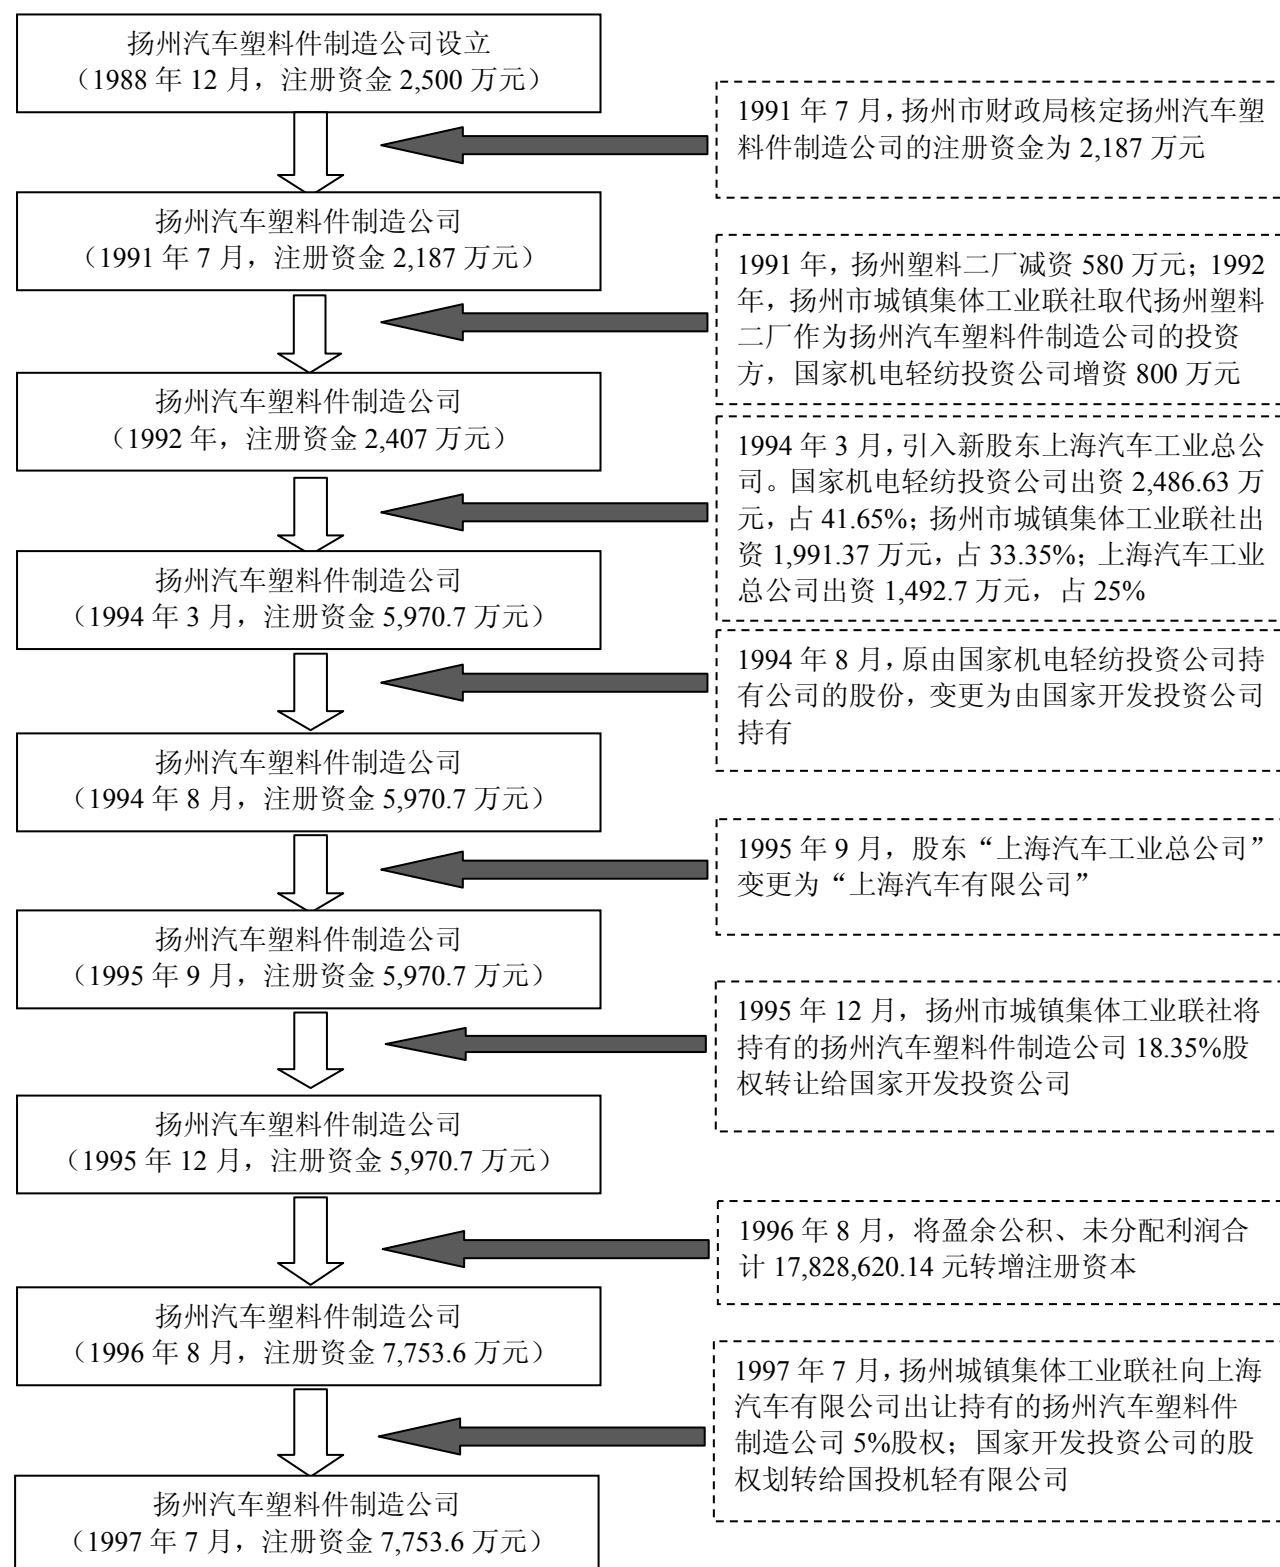 扬州汽车塑料件制造公司设立
（1988 年 12 月，注册资金 2,500 万元）
1991 年 7 月，扬州市财政局核定扬州汽车塑
料件制造公司的注册资金为 2,187 万元
扬州汽车塑料件制造公司
（1991 年 7 月，注册资金 2,187 万元）
1991 年，扬州塑料二厂减资 580 万元；1992
年，扬州市城镇集体工业联社取代扬州塑料
二厂作为扬州汽车塑料件制造公司的投资
方，国家机电轻纺投资公司增资 800 万元
扬州汽车塑料件制造公司
（1992 年，注册资金 2,407 万元）
1994 年 3 月，引入新股东上海汽车工业总公
司。国家机电轻纺投资公司出资 2,486.63 万
元，占 41.65%；扬州市城镇集体工业联社出
资 1,991.37 万元，占 33.35%；上海汽车工业
总公司出资 1,492.7 万元，占 25%
扬州汽车塑料件制造公司
（1994 年 3 月，注册资金 5,970.7 万元）
1994 年 8 月，原由国家机电轻纺投资公司持
有公司的股份，变更为由国家开发投资公司
持有
扬州汽车塑料件制造公司
（1994 年 8 月，注册资金 5,970.7 万元）
1995 年 9 月，股东“上海汽车工业总公司”
变更为“上海汽车有限公司”
扬州汽车塑料件制造公司
（1995 年 9 月，注册资金 5,970.7 万元）
1995 年 12 月，扬州市城镇集体工业联社将
持有的扬州汽车塑料件制造公司 18.35%股
权转让给国家开发投资公司
扬州汽车塑料件制造公司
（1995 年 12 月，注册资金 5,970.7 万元）
1996 年 8 月，将盈余公积、未分配利润合
计 17,828,620.14 元转增注册资本
扬州汽车塑料件制造公司
（1996 年 8 月，注册资金 7,753.6 万元）
1997 年 7 月，扬州城镇集体工业联社向上海
汽车有限公司出让持有的扬州汽车塑料件
制造公司 5%股权；国家开发投资公司的股
权划转给国投机轻有限公司
扬州汽车塑料件制造公司
（1997 年 7 月，注册资金 7,753.6 万元）